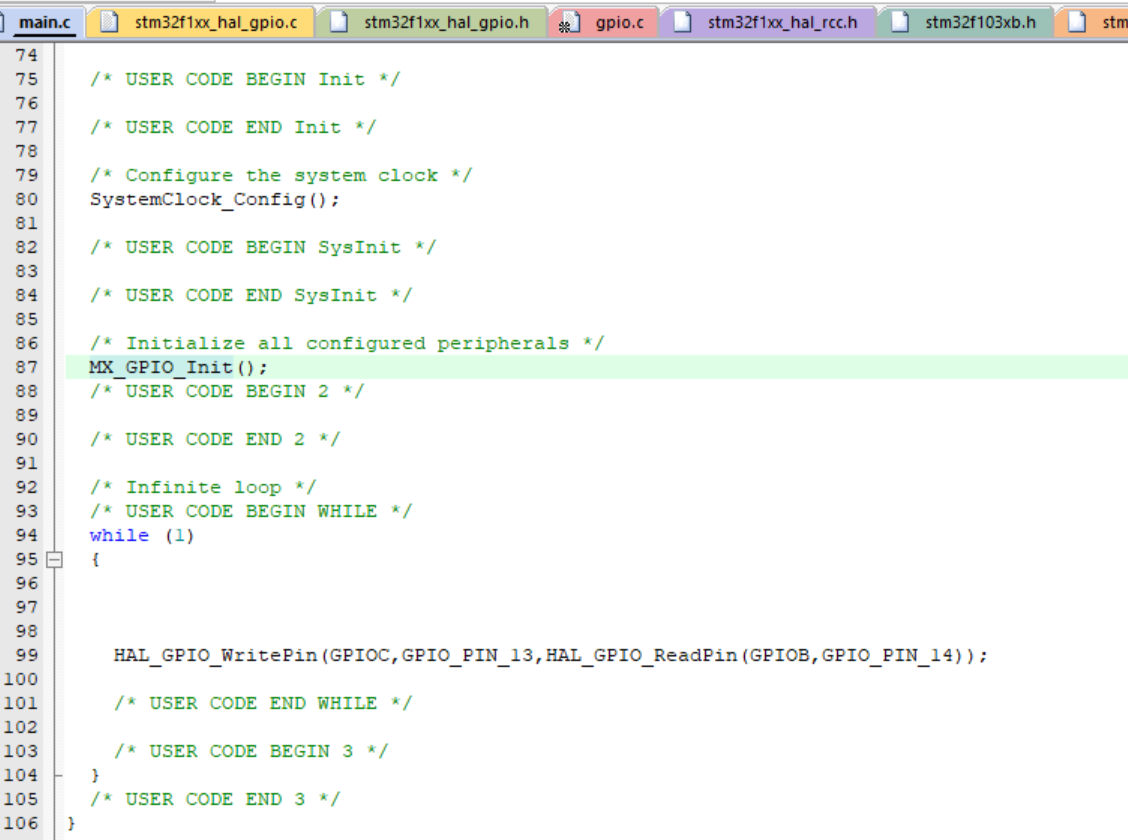 main.c stm32f1xx_hal_gpio.c stm32f1xx_hal_gpio.h gpio.c stm32f1xx_hal_rcc.h stm32f103xb.h stm
74
75 /* USER CODE BEGIN Init */
76
77 /* USER CODE END Init */
78
79 /* Configure the system clock */
80 SystemClock_Config();
81
82 /* USER CODE BEGIN SysInit */
83
84 /* USER CODE END SysInit */
85
86 /* Initialize all configured peripherals */
87 MX_GPIO_Init();
88 /* USER CODE BEGIN 2 */
89
90 /* USER CODE END 2 */
91
92 /* Infinite loop */
93 /* USER CODE BEGIN WHILE */
94 while (1)
95 {
96
97
98
99 HAL_GPIO_WritePin(GPIOC,GPIO_PIN_13,HAL_GPIO_ReadPin(GPIOB,GPIO_PIN_14));
100
101 /* USER CODE END WHILE */
102
103 /* USER CODE BEGIN 3 */
104 }
105 /* USER CODE END 3 */
106 }